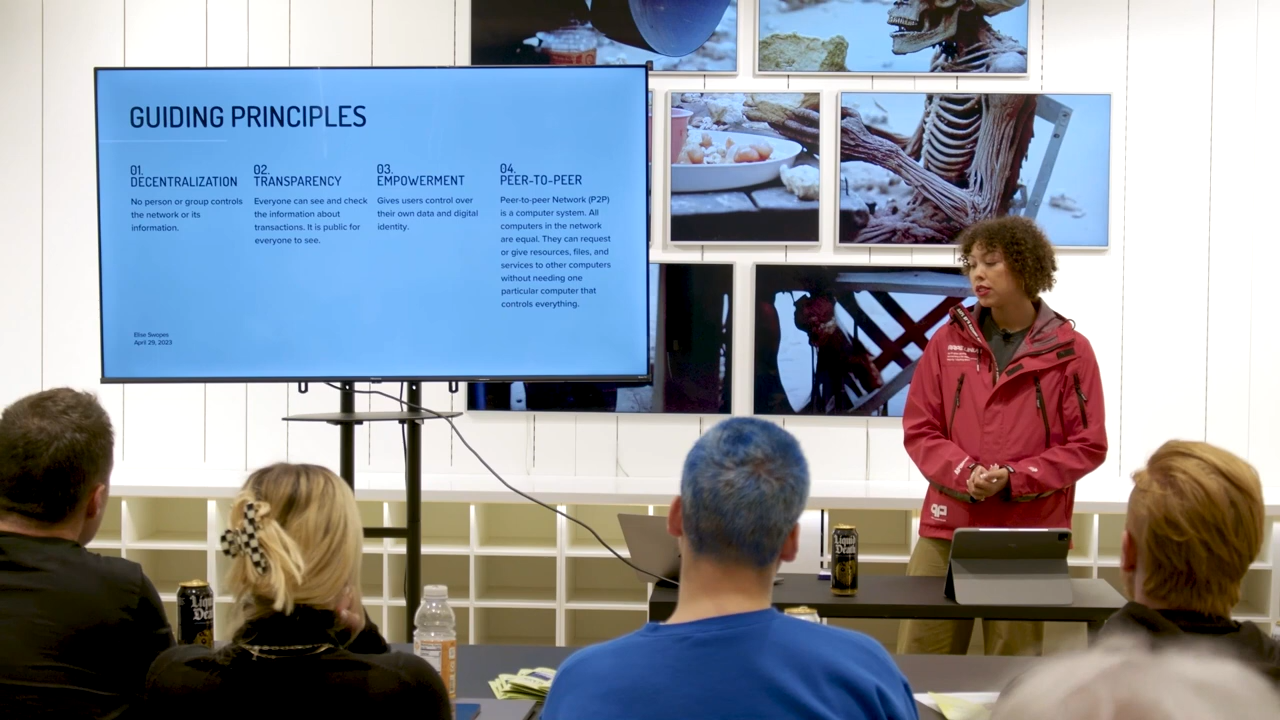 GUIDING PRINCIPLES
01.
DECENTRALIZATION
No person or group controls
the network or its
information.
02.
TRANSPARENCY
Everyone can see and check
the information about
transactions. It is public for
everyone to see.
03.
EMPOWERMENT
Gives users control over
their own data and digital
identity.
04.
PEER-TO-PEER
Peer-to-peer Network (P2P)
is a computer system. All
computers in the network
are equal. They can request
or give resources, files, and
services to other computers
without needing one
particular computer that
controls everything.
Elise Swopes
April 29, 2023
Liquid
Death
Liquid
Death